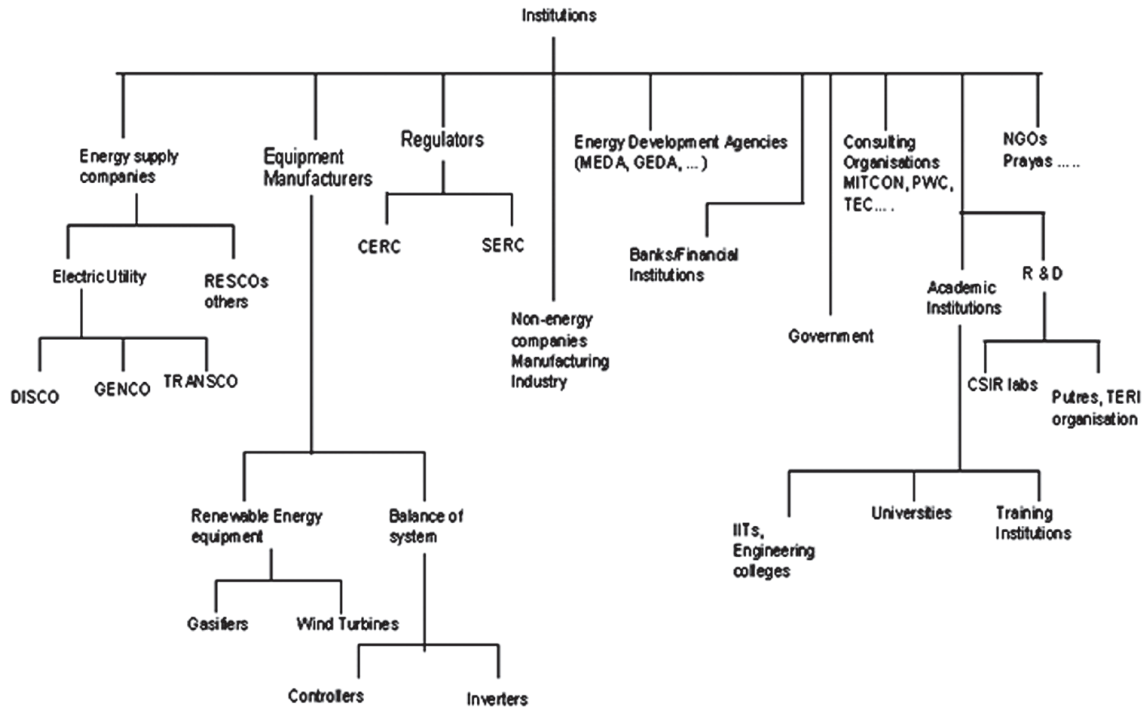 Institutions
Energy supply
companies
Equipment
Manufacturers
Regulators
Energy Development Agencies
(MEDA, GEDA, ...)
Consulting
Organisations
MITCON, PWC,
TEC....
NGOs
Prayas .....
CERC
SERC
Banks/Financial
Institutions
Electric Utility
RESCOs
others
Non-energy
companies
Manufacturing
Industry
Government
Academic
Institutions
R & D
DISCO
GENCO
TRANSCO
CSIR labs
Putres, TERI
organisation
Renewable Energy
equipment
Balance of
system
IITs,
Engineering
colleges
Universities
Training
Institutions
Gasifiers
Wind Turbines
Controllers
Inverters